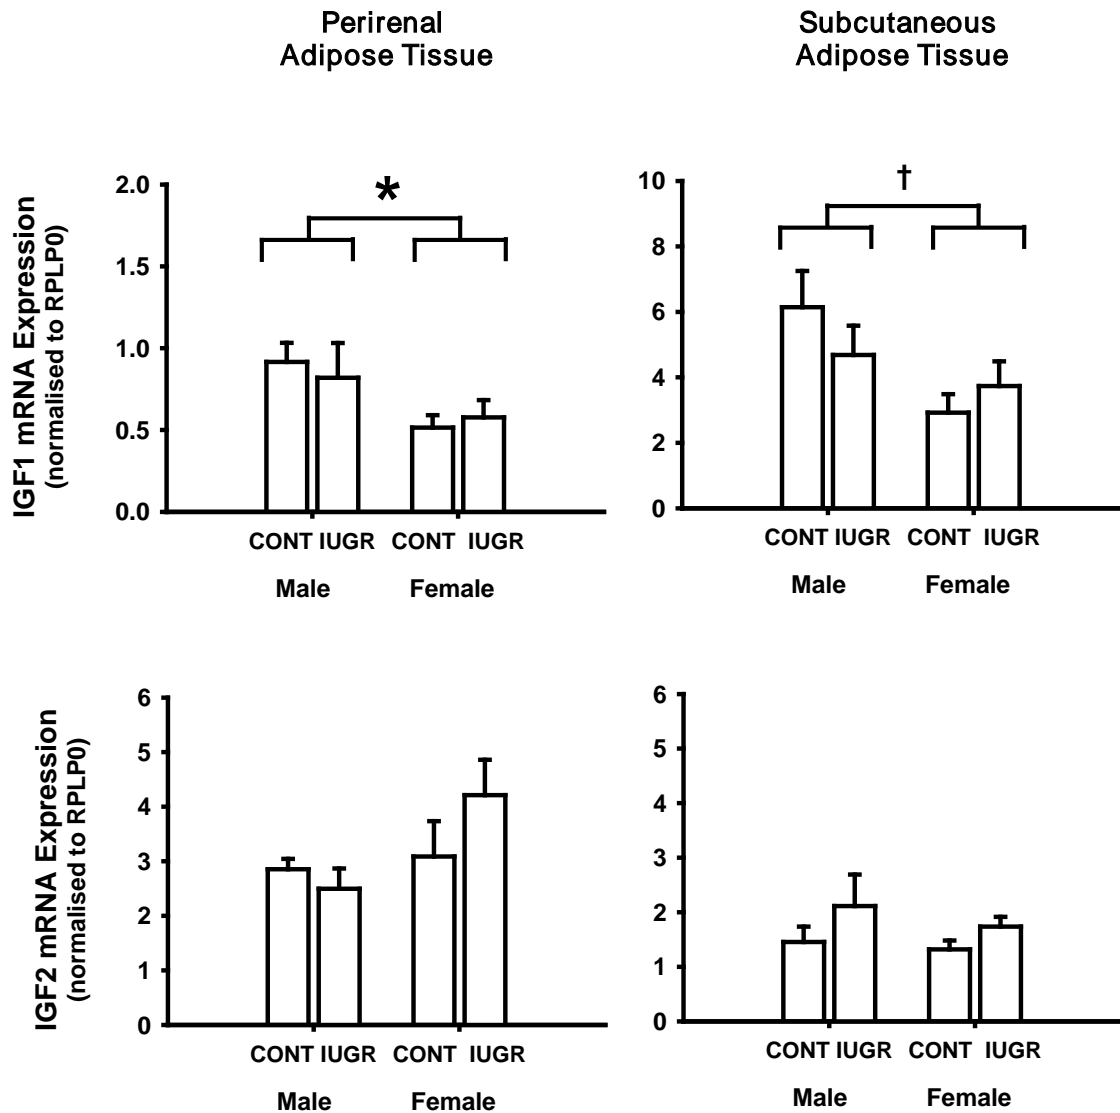 Perirenal
Adipose Tissue
Subcutaneous
Adipose Tissue
IGF1 mRNA Expression
(normalised to RPLP0)
2.0
1.5
1.0
0.5
0.0
*
CONT IUGR CONT IUGR
Male Female
10
8
6
4
2
0
†
CONT IUGR CONT IUGR
Male Female
IGF2 mRNA Expression
(normalised to RPLP0)
6
5
4
3
2
1
0
CONT IUGR CONT IUGR
Male Female
6
5
4
3
2
1
0
CONT IUGR CONT IUGR
Male Female